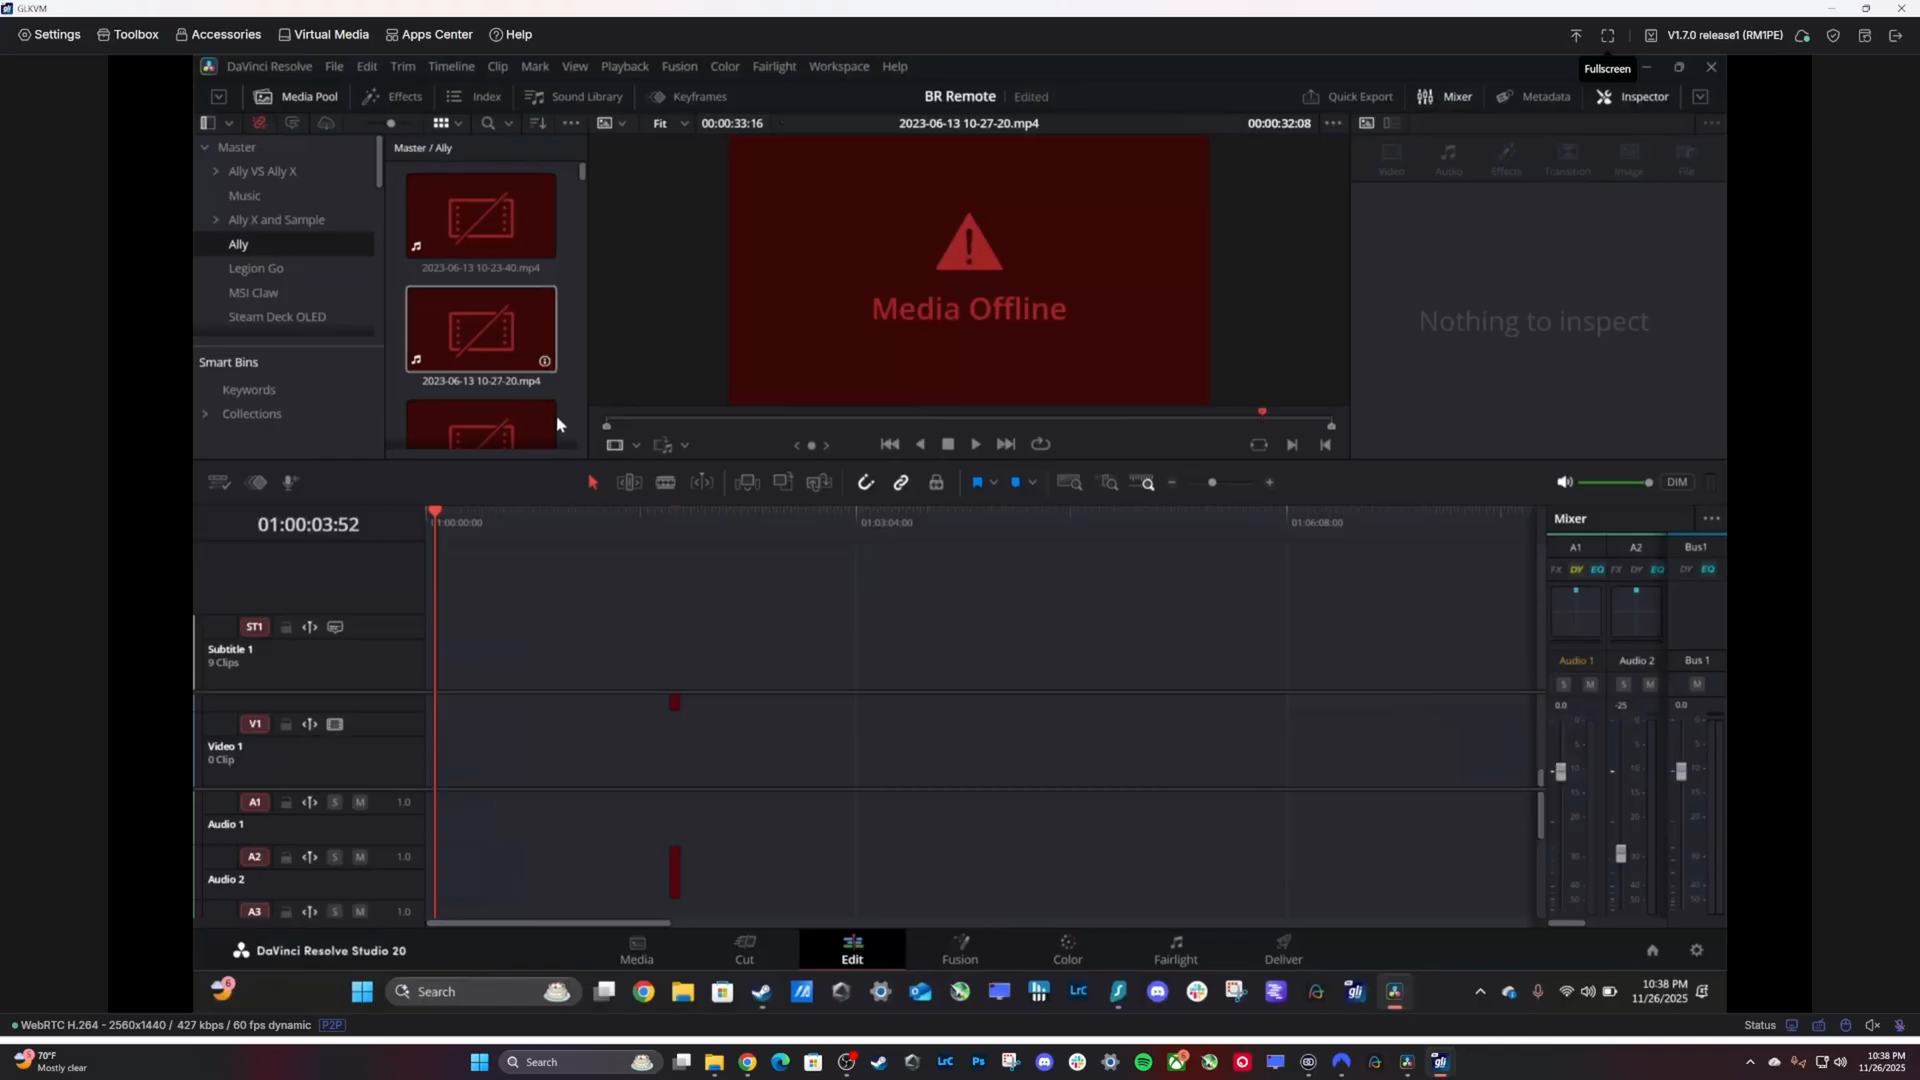 GLKVM
Settings Toolbox Accessories Virtual Media Apps Center Help V1.7.0 release1 (RM1PE)
Fullscreen
DaVinci Resolve File Edit Trim Timeline Clip Mark View Playback Fusion Color Fairlight Workspace Help
Media Pool Effects Index Sound Library Keyframes BR Remote Edited Quick Export Mixer Metadata Inspector
Fit 00:00:33:16 2023-06-13 10-27-20.mp4 00:00:32:08
Master
Ally VS Ally X
Music
Ally X and Sample
Ally
Legion Go
MSI Claw
Steam Deck OLED
Smart Bins
Keywords
Collections
Master / Ally
2023-06-13 10-23-40.mp4
2023-06-13 10-27-20.mp4
Media Offline
Video Audio Effects Transition Image File
Nothing to inspect
DIM
01:00:03:52
01:00:00:00 01:03:04:00 01:06:08:00
ST1
Subtitle 1
9 Clips
V1
Video 1
0 Clip
A1 S M 1.0
Audio 1
A2 S M 1.0
Audio 2
A3 S M 1.0
Mixer
A1 A2 Bus1
FX DY EQ FX DY EQ DY EQ
Audio 1 Audio 2 Bus 1
S M S M M
0.0 -25 0.0
DaVinci Resolve Studio 20
Media Cut Edit Fusion Color Fairlight Deliver
6
Search
LrC
gli
10:38 PM
11/26/2025
WebRTC H.264 - 2560x1440 / 427 kbps / 60 fps dynamic P2P
Status
70°F
Mostly clear
Search
LrC
Ps
gli
10:38 PM
11/26/2025